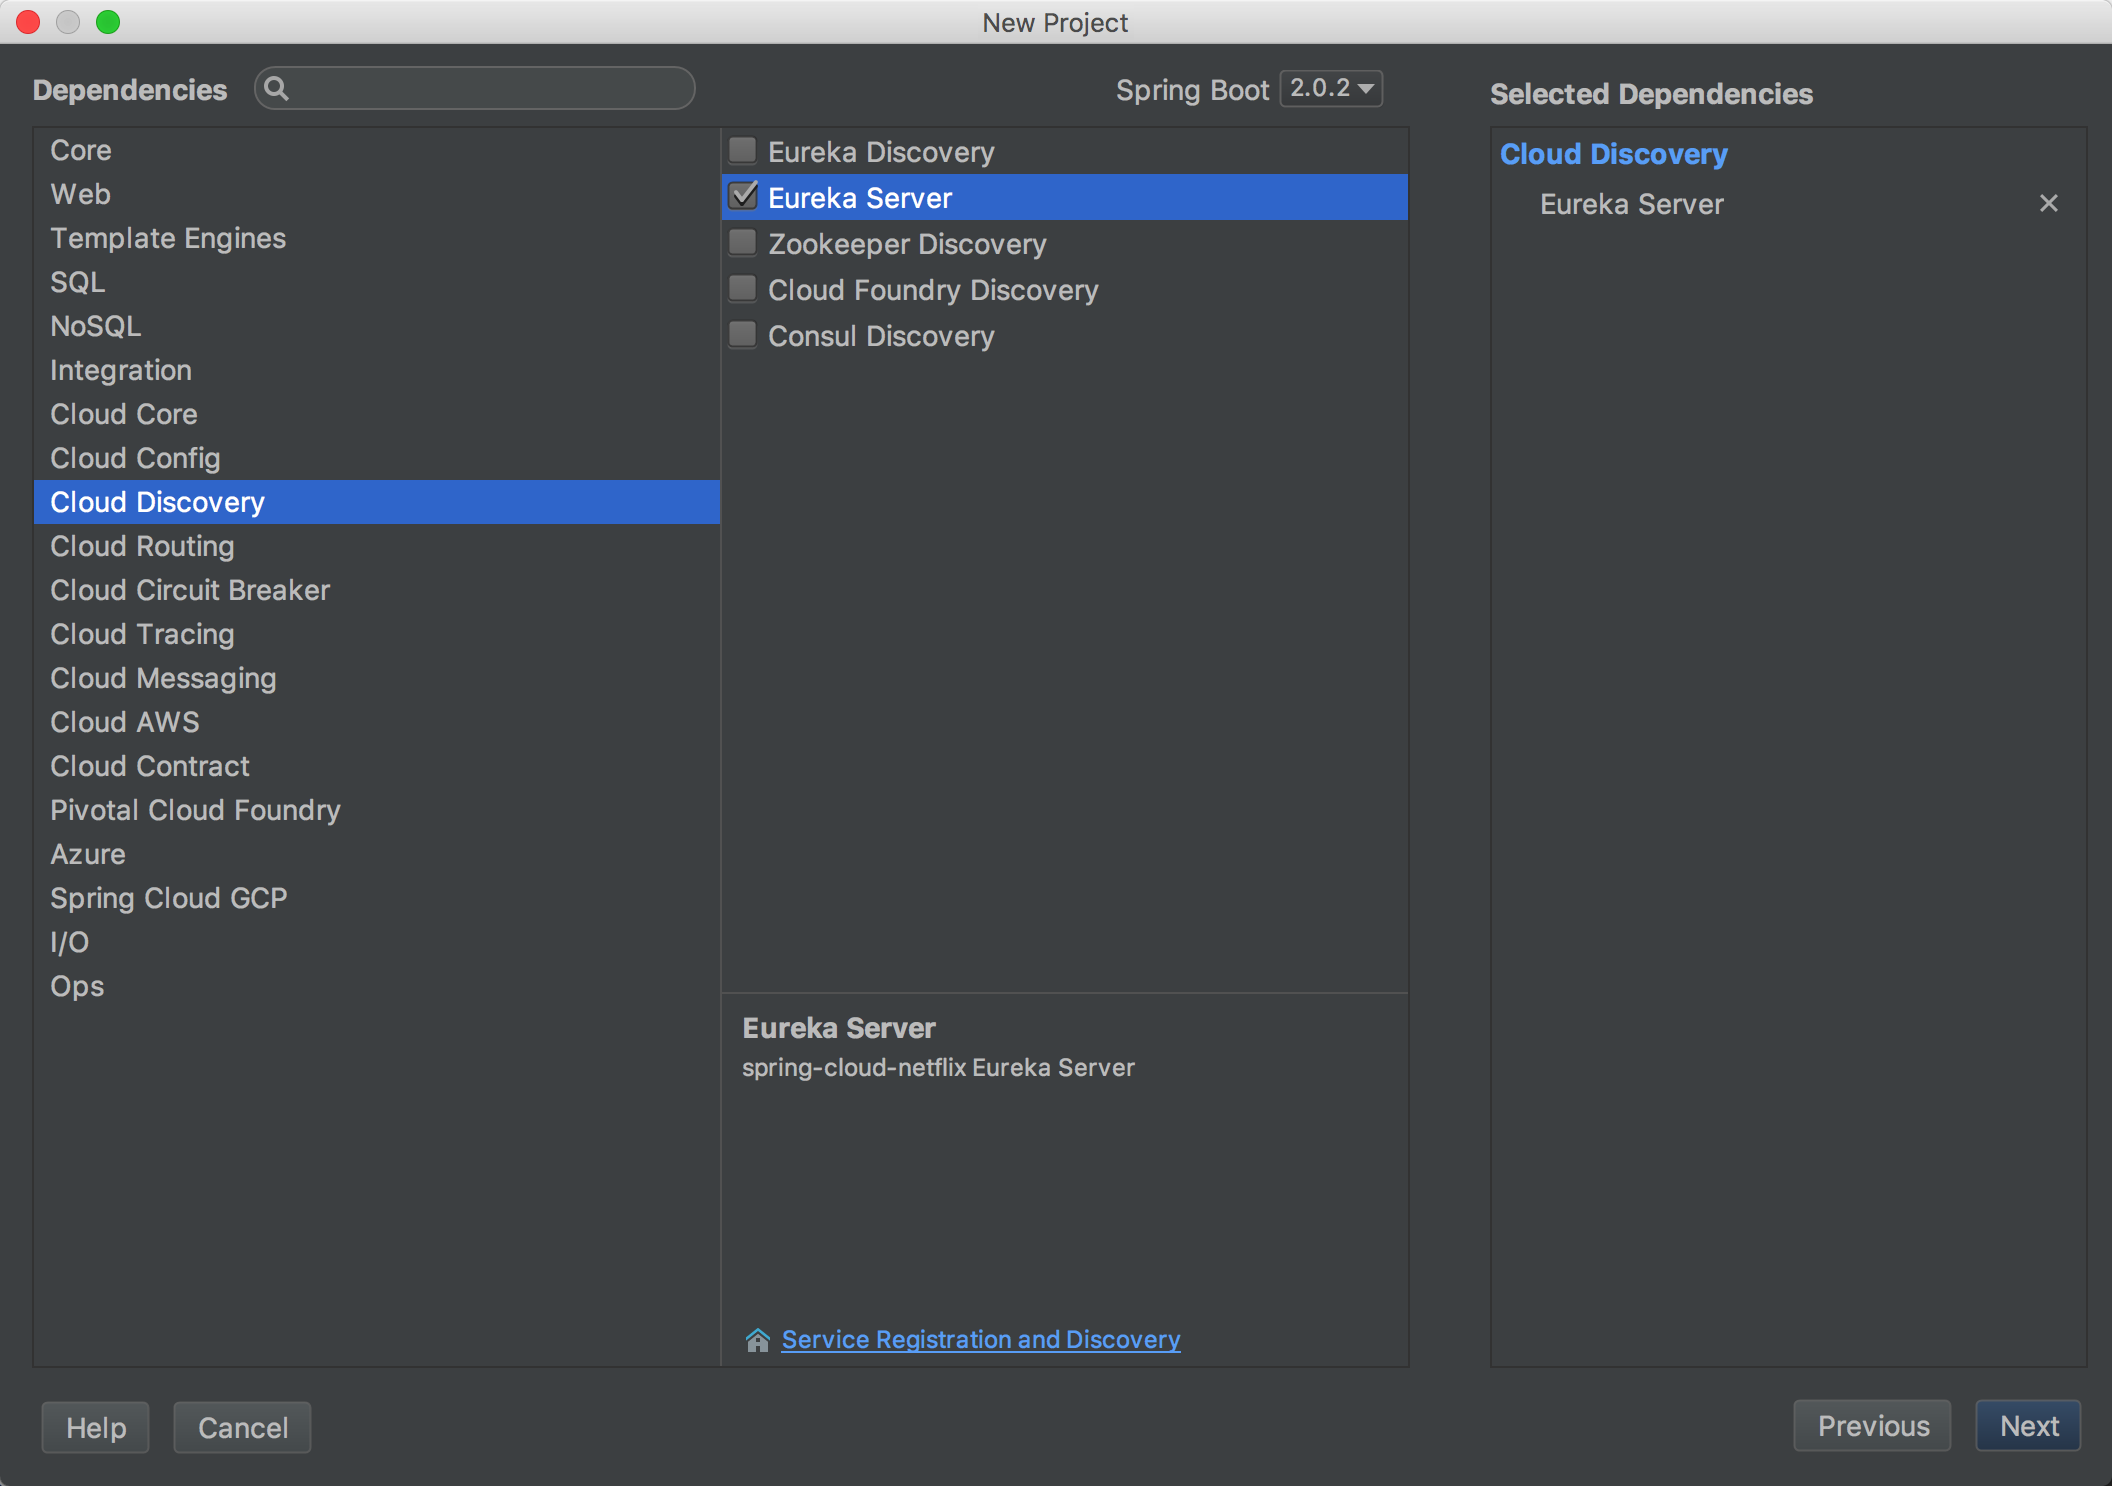 New Project
Dependencies
Spring Boot 2.0.2
Selected Dependencies
Core
Web
Template Engines
SQL
NoSQL
Integration
Cloud Core
Cloud Config
Cloud Discovery
Cloud Routing
Cloud Circuit Breaker
Cloud Tracing
Cloud Messaging
Cloud AWS
Cloud Contract
Pivotal Cloud Foundry
Azure
Spring Cloud GCP
I/O
Ops
Eureka Discovery
Eureka Server
Zookeeper Discovery
Cloud Foundry Discovery
Consul Discovery
Eureka Server
spring-cloud-netflix Eureka Server
Service Registration and Discovery
Cloud Discovery
Eureka Server
Help
Cancel
Previous
Next